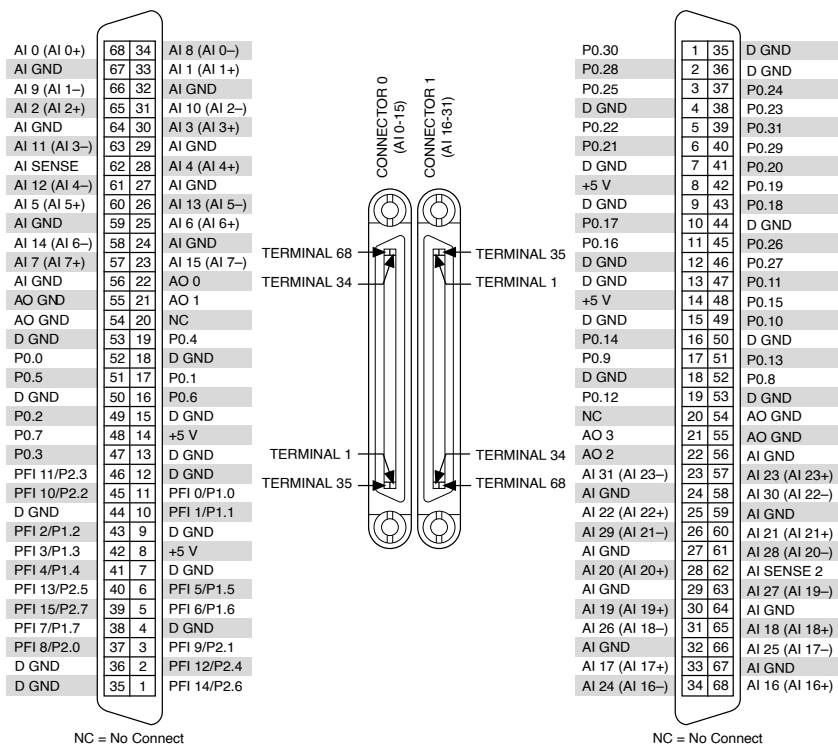 AI 0 (AI 0+) 68 34 AI 8 (AI 0–)
AI GND 67 33 AI 1 (AI 1+)
AI 9 (AI 1–) 66 32 AI GND
AI 2 (AI 2+) 65 31 AI 10 (AI 2–)
AI GND 64 30 AI 3 (AI 3+)
AI 11 (AI 3–) 63 29 AI GND
AI SENSE 62 28 AI 4 (AI 4+)
AI 12 (AI 4–) 61 27 AI GND
AI 5 (AI 5+) 60 26 AI 13 (AI 5–)
AI GND 59 25 AI 6 (AI 6+)
AI 14 (AI 6–) 58 24 AI GND
AI 7 (AI 7+) 57 23 AI 15 (AI 7–)
AI GND 56 22 AO 0
AO GND 55 21 AO 1
AO GND 54 20 NC
D GND 53 19 P0.4
P0.0 52 18 D GND
P0.5 51 17 P0.1
D GND 50 16 P0.6
P0.2 49 15 D GND
P0.7 48 14 +5 V
P0.3 47 13 D GND
PFI 11/P2.3 46 12 D GND
PFI 10/P2.2 45 11 PFI 0/P1.0
D GND 44 10 PFI 1/P1.1
PFI 2/P1.2 43 9 D GND
PFI 3/P1.3 42 8 +5 V
PFI 4/P1.4 41 7 D GND
PFI 13/P2.5 40 6 PFI 5/P1.5
PFI 15/P2.7 39 5 PFI 6/P1.6
PFI 7/P1.7 38 4 D GND
PFI 8/P2.0 37 3 PFI 9/P2.1
D GND 36 2 PFI 12/P2.4
D GND 35 1 PFI 14/P2.6
NC = No Connect
CONNECTOR 0
(AI 0-15)
CONNECTOR 1
(AI 16-31)
TERMINAL 68
TERMINAL 34
TERMINAL 35
TERMINAL 1
TERMINAL 1
TERMINAL 35
TERMINAL 34
TERMINAL 68
P0.30 1 35 D GND
P0.28 2 36 D GND
P0.25 3 37 P0.24
D GND 4 38 P0.23
P0.22 5 39 P0.31
P0.21 6 40 P0.29
D GND 7 41 P0.20
+5 V 8 42 P0.19
D GND 9 43 P0.18
P0.17 10 44 D GND
P0.16 11 45 P0.26
D GND 12 46 P0.27
D GND 13 47 P0.11
+5 V 14 48 P0.15
D GND 15 49 P0.10
P0.14 16 50 D GND
P0.9 17 51 P0.13
D GND 18 52 P0.8
P0.12 19 53 D GND
NC 20 54 AO GND
AO 3 21 55 AO GND
AO 2 22 56 AI GND
AI 31 (AI 23–) 23 57 AI 23 (AI 23+)
AI GND 24 58 AI 30 (AI 22–)
AI 22 (AI 22+) 25 59 AI GND
AI 29 (AI 21–) 26 60 AI 21 (AI 21+)
AI GND 27 61 AI 28 (AI 20–)
AI 20 (AI 20+) 28 62 AI SENSE 2
AI GND 29 63 AI 27 (AI 19–)
AI 19 (AI 19+) 30 64 AI GND
AI 26 (AI 18–) 31 65 AI 18 (AI 18+)
AI GND 32 66 AI 25 (AI 17–)
AI 17 (AI 17+) 33 67 AI GND
AI 24 (AI 16–) 34 68 AI 16 (AI 16+)
NC = No Connect